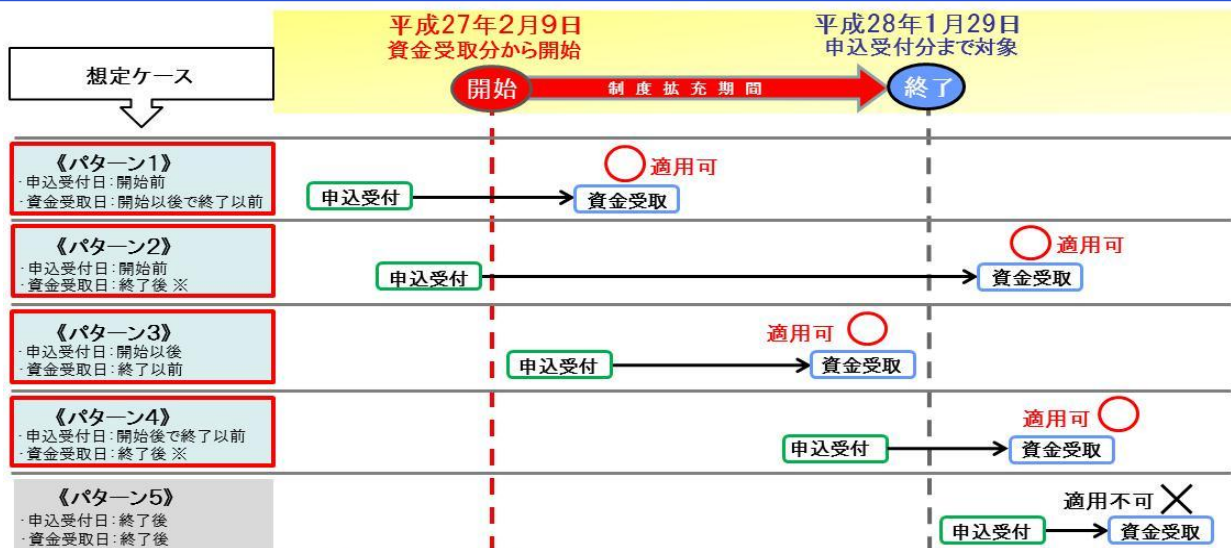 平成27年2月9日
資金受取分から開始
平成28年1月29日
申込受付分まで対象
想定ケース
開始
制度拡充期間
終了
《パターン1》
・申込受付日:開始前
・資金受取日:開始以後で終了以前
申込受付
資金受取
適用可
《パターン2》
・申込受付日:開始前
・資金受取日:終了後 ※
申込受付
資金受取
適用可
《パターン3》
・申込受付日:開始以後
・資金受取日:終了以前
申込受付
資金受取
適用可
《パターン4》
・申込受付日:開始後で終了以前
・資金受取日:終了後 ※
申込受付
資金受取
適用可
《パターン5》
・申込受付日:終了後
・資金受取日:終了後
申込受付
資金受取
適用不可